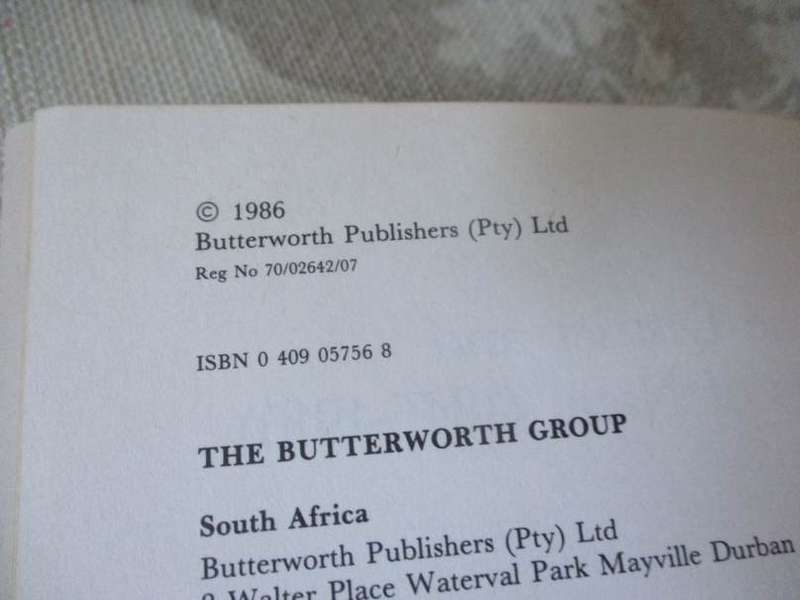 © 1986
Butterworth Publishers (Pty) Ltd
Reg No 70/02642/07
ISBN 0 409 05756 8
THE BUTTERWORTH GROUP
South Africa
Butterworth Publishers (Pty) Ltd
Walter Place Waterval Park Mayville Durban